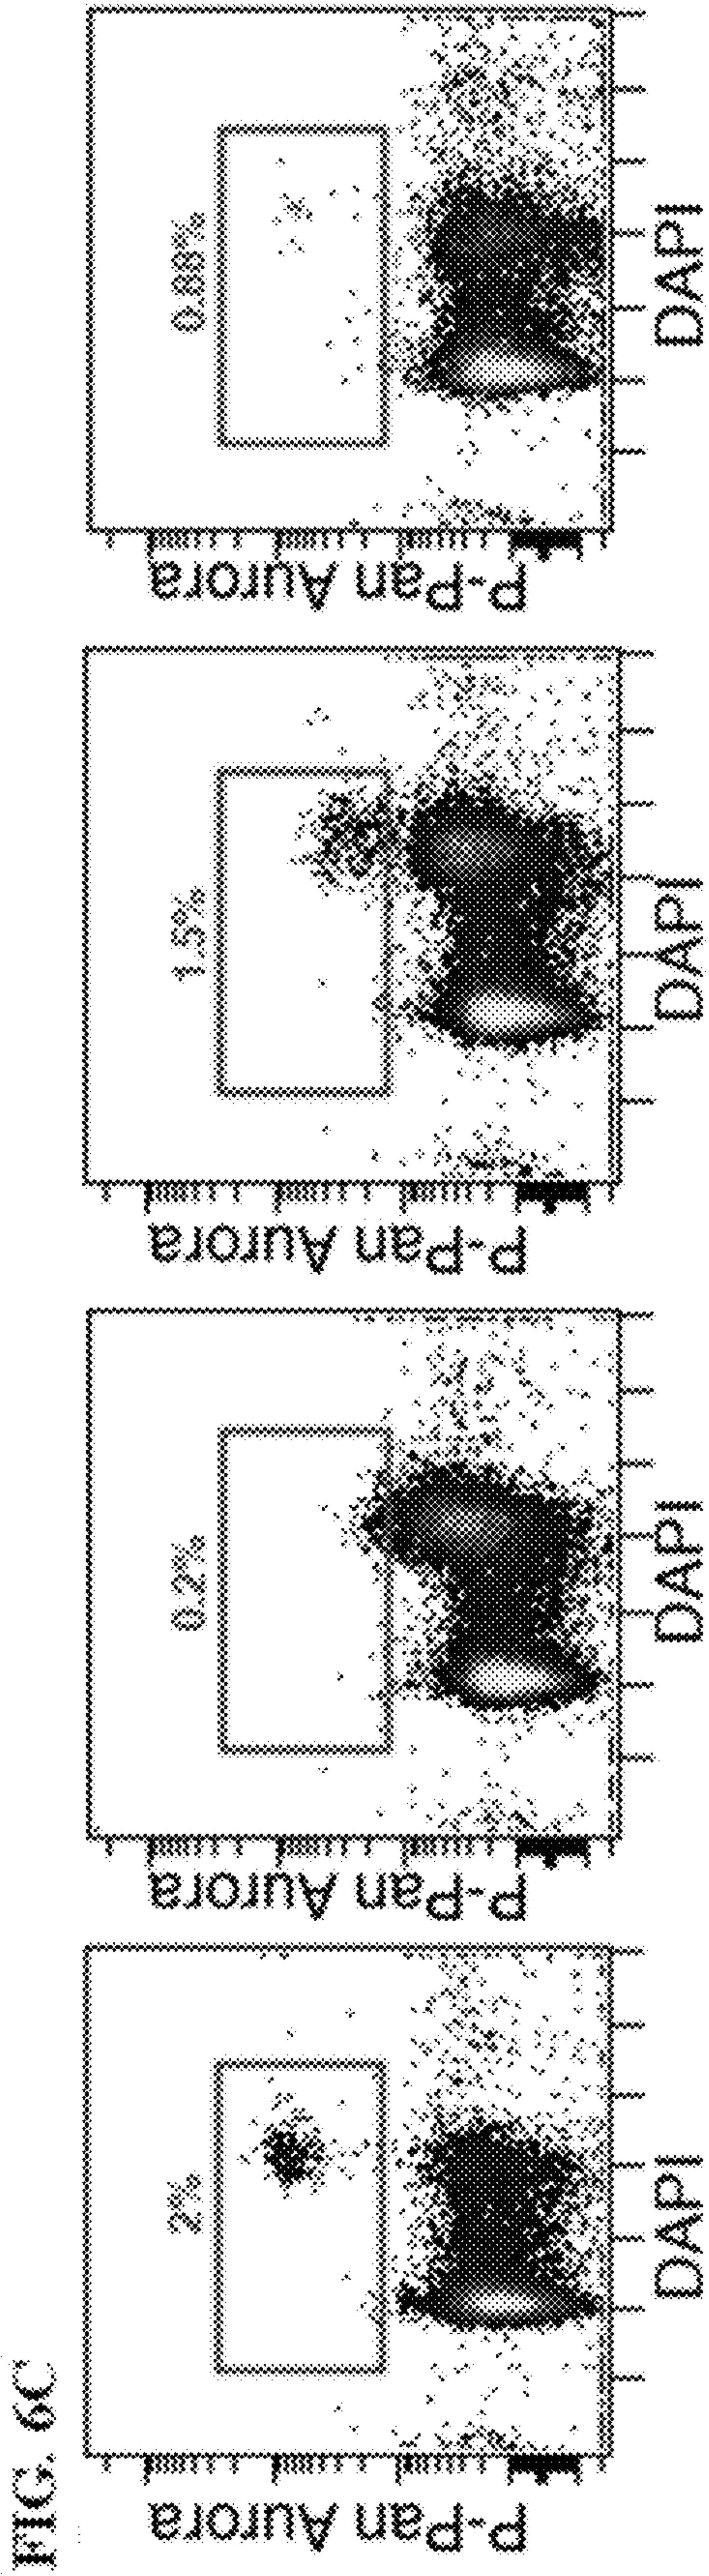 FIG. 6C
2%
P-Pan Aurora
DAPI
0.2%
P-Pan Aurora
DAPI
1.5%
P-Pan Aurora
DAPI
0.88%
P-Pan Aurora
DAPI